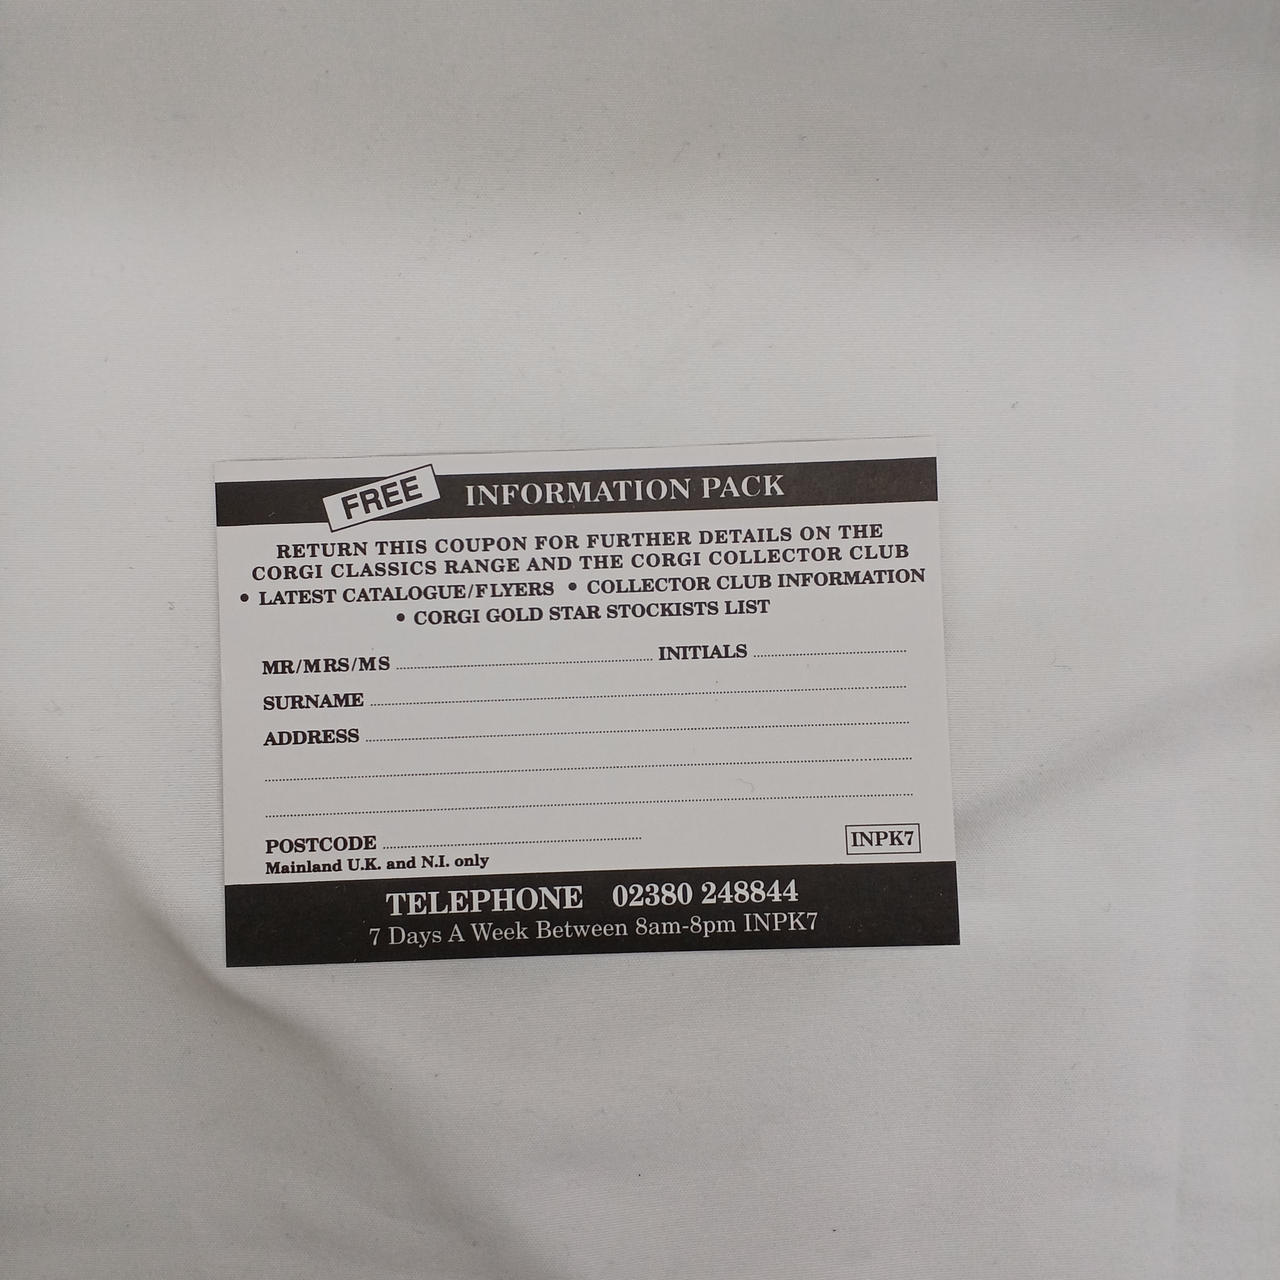 FREE INFORMATION PACK
RETURN THIS COUPON FOR FURTHER DETAILS ON THE
CORGI CLASSICS RANGE AND THE CORGI COLLECTOR CLUB
• LATEST CATALOGUE/FLYERS • COLLECTOR CLUB INFORMATION
• CORGI GOLD STAR STOCKISTS LIST
MR/MRS/MS ........................ INITIALS ........................
SURNAME ........................
ADDRESS ........................
........................
........................
POSTCODE ........................
Mainland U.K. and N.I. only
INPK7
TELEPHONE 02380 248844
7 Days A Week Between 8am-8pm INPK7